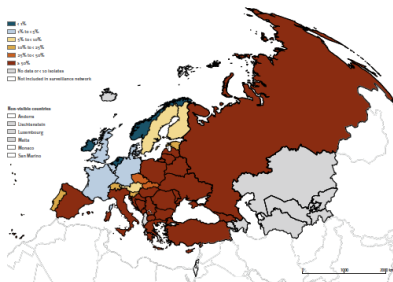 < 1%
1% to < 5%
5% to < 10%
10% to < 25%
25% to < 50%
≥ 50%
No data or < 10 isolates
Not included in surveillance network
Non-visible countries
Andorra
Liechtenstein
Luxembourg
Malta
Monaco
San Marino
0